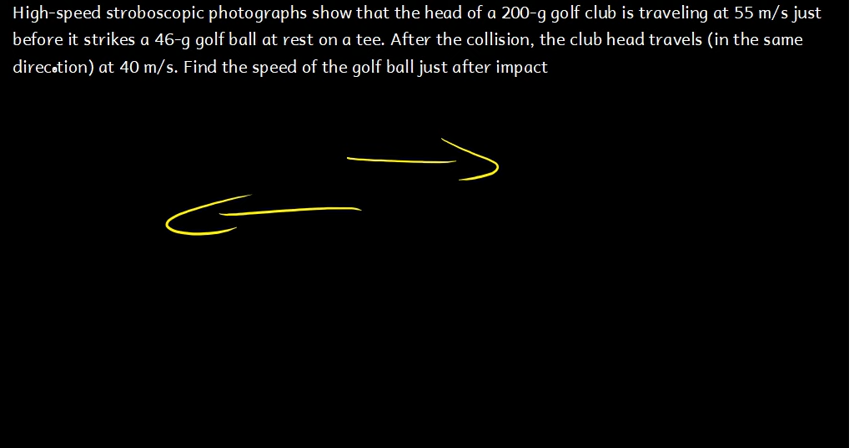 High-speed stroboscopic photographs show that the head of a 200-g golf club is traveling at 55 m/s just
before it strikes a 46-g golf ball at rest on a tee. After the collision, the club head travels (in the same
direction) at 40 m/s. Find the speed of the golf ball just after impact